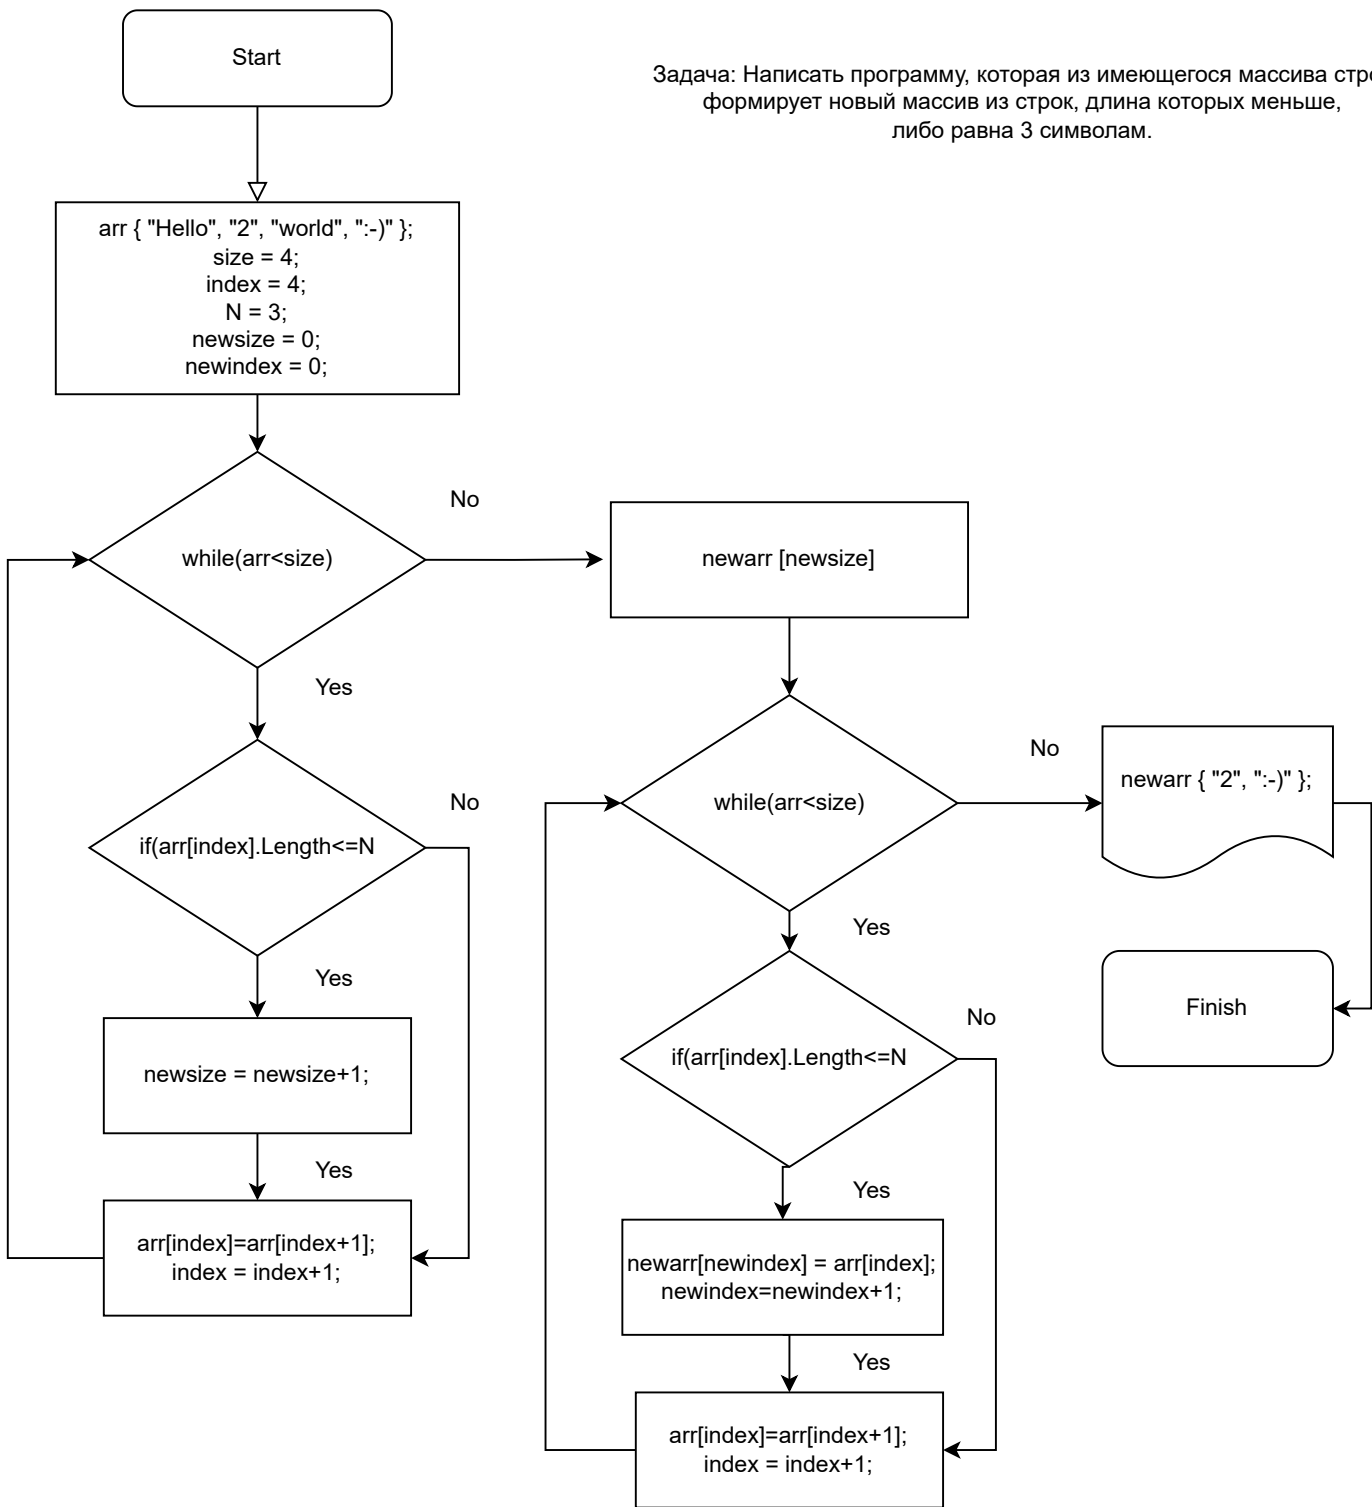 Start
Задача: Написать программу, которая из имеющегося массива
формирует новый массив из строк, длина которых меньше,
либо равна 3 символам.
arr { "Hello", "2", "world", ":-)" };
size = 4;
index = 4;
N = 3;
newsize = 0;
newindex = 0;
while(arr<size)
No
newarr [newsize]
Yes
if(arr[index].Length<=N
No
Yes
newsize = newsize+1;
Yes
arr[index]=arr[index+1];
index = index+1;
while(arr<size)
No
newarr { "2", ":-)" };
Finish
Yes
if(arr[index].Length<=N
No
Yes
newarr[newindex] = arr[index];
newindex=newindex+1;
Yes
arr[index]=arr[index+1];
index = index+1;